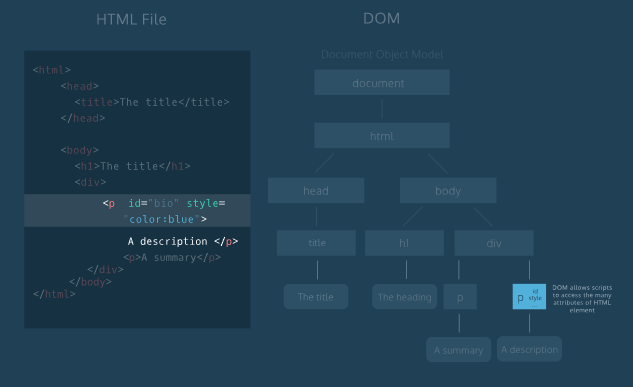 HTML File
DOM
Document Object Model
<html>
<head>
<title>The title</title>
</head>
<body>
<h1>The title</h1>
<div>
<p id="bio" style=
"color:blue">
A description </p>
<p>A summary</p>
</div>
</body>
</html>
document
html
head
body
title
h1
div
The title
The heading
p
p
id
style
...
DOM allows scripts
to access the many
attributes of HTML
element
A summary
A description